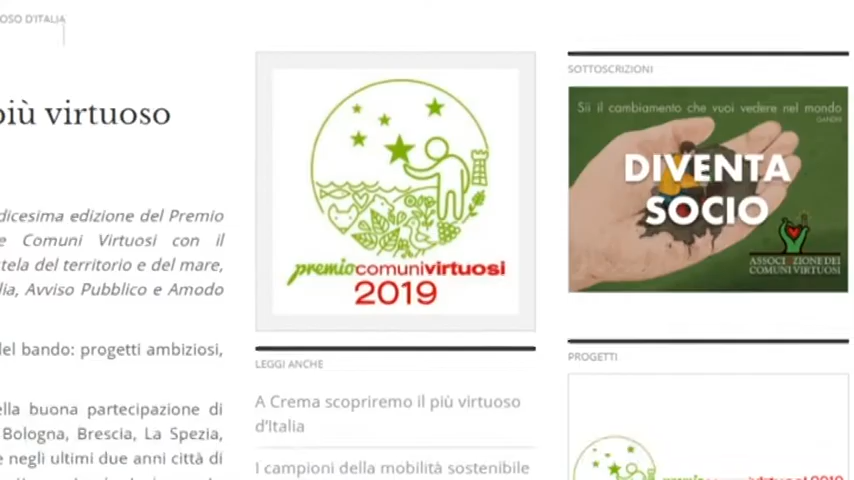 OSO D'ITALIA
più virtuoso
dicesima edizione del Premio
e Comuni Virtuosi con il
tela del territorio e del mare,
lia, Avviso Pubblico e Amodo
del bando: progetti ambiziosi,
ella buona partecipazione di
Bologna, Brescia, La Spezia,
e negli ultimi due anni città di
premiocomunivirtuosi
2019
LEGGI ANCHE
A Crema scopriremo il più virtuoso
d'Italia
I campioni della mobilità sostenibile
SOTTOSCRIZIONI
Sii il cambiamento che vuoi vedere nel mondo
GANDHI
DIVENTA
SOCIO
ASSOCIAZIONE DEI
COMUNI VIRTUOSI
PROGETTI
premiocomunivirtuosi 2019